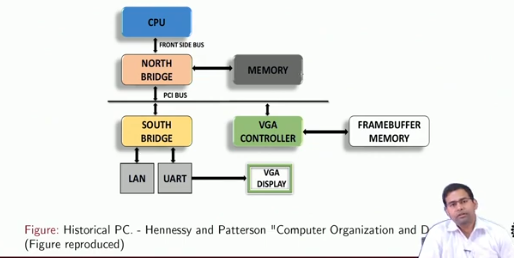 CPU
FRONT SIDE BUS
NORTH
BRIDGE
MEMORY
PCI BUS
SOUTH
BRIDGE
VGA
CONTROLLER
FRAMEBUFFER
MEMORY
LAN
UART
VGA
DISPLAY
Figure: Historical PC. - Hennessy and Patterson "Computer Organization and D
(Figure reproduced)